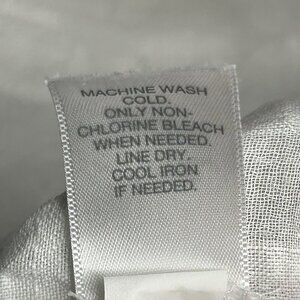 MACHINE WASH
COLD.
ONLY NON-
CHLORINE BLEACH
WHEN NEEDED.
LINE DRY.
COOL IRON
IF NEEDED.